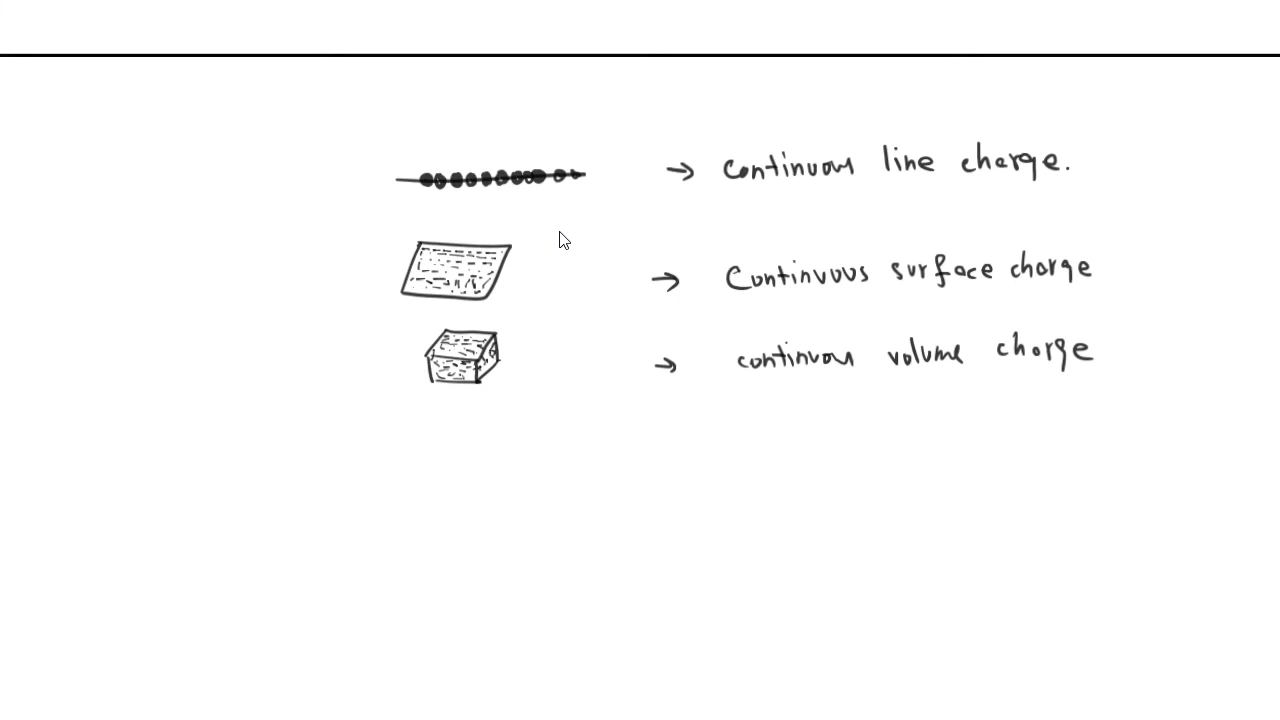 → continuous line charge.
→ Continuous surface charge
→ continuous volume charge